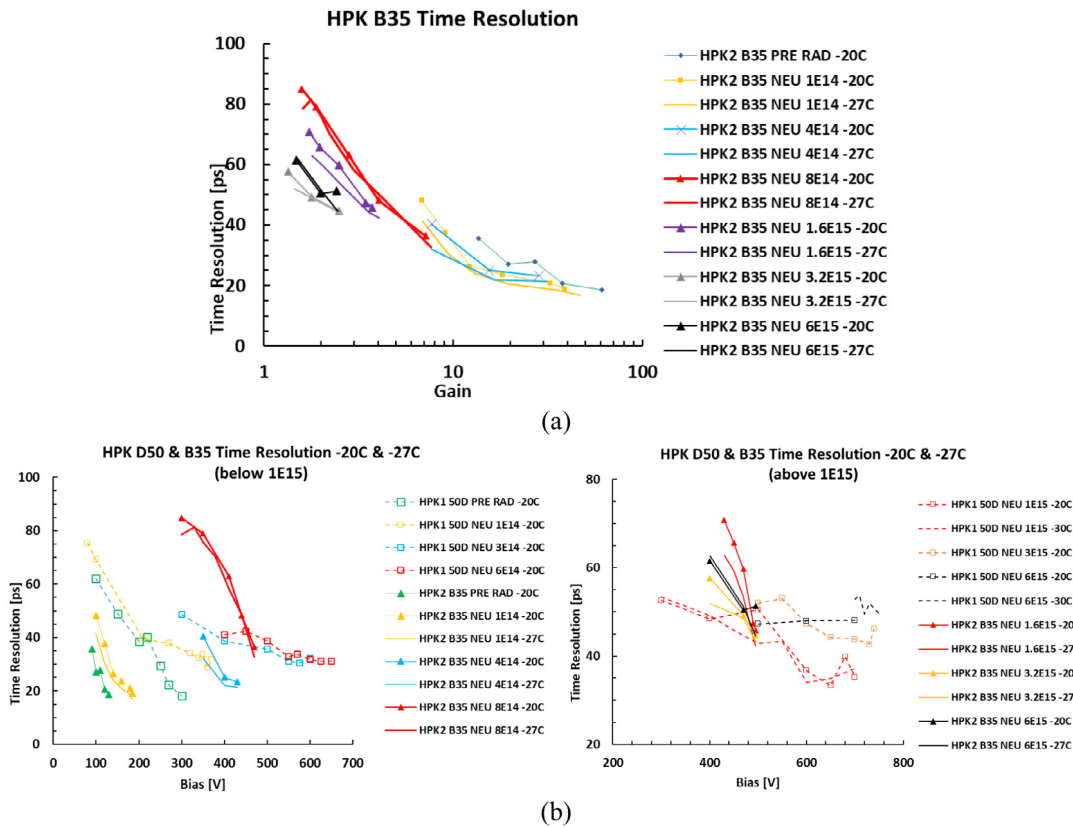 HPK B35 Time Resolution
100
80
60
40
20
0
Time Resolution [ps]
1
10
100
Gain
HPK2 B35 PRE RAD -20C
HPK2 B35 NEU 1E14 -20C
HPK2 B35 NEU 1E14 -27C
HPK2 B35 NEU 4E14 -20C
HPK2 B35 NEU 4E14 -27C
HPK2 B35 NEU 8E14 -20C
HPK2 B35 NEU 8E14 -27C
HPK2 B35 NEU 1.6E15 -20C
HPK2 B35 NEU 1.6E15 -27C
HPK2 B35 NEU 3.2E15 -20C
HPK2 B35 NEU 3.2E15 -27C
HPK2 B35 NEU 6E15 -20C
HPK2 B35 NEU 6E15 -27C
(a)
HPK D50 & B35 Time Resolution -20C & -27C
(below 1E15)
100
80
60
40
20
0
Time Resolution [ps]
0
100
200
300
400
500
600
700
Bias [V]
HPK1 50D PRE RAD -20C
HPK1 50D NEU 1E14 -20C
HPK1 50D NEU 3E14 -20C
HPK1 50D NEU 6E14 -20C
HPK2 B35 PRE RAD -20C
HPK2 B35 NEU 1E14 -20C
HPK2 B35 NEU 1E14 -27C
HPK2 B35 NEU 4E14 -20C
HPK2 B35 NEU 4E14 -27C
HPK2 B35 NEU 8E14 -20C
HPK2 B35 NEU 8E14 -27C
HPK D50 & B35 Time Resolution -20C & -27C
(above 1E15)
80
70
60
50
40
30
20
Time Resolution [ps]
200
400
600
800
Bias [V]
HPK1 50D NEU 1E15 -20C
HPK1 50D NEU 1E15 -30C
HPK1 50D NEU 3E15 -20C
HPK1 50D NEU 6E15 -20C
HPK1 50D NEU 6E15 -30C
HPK2 B35 NEU 1.6E15 -20
HPK2 B35 NEU 1.6E15 -27
HPK2 B35 NEU 3.2E15 -20
HPK2 B35 NEU 3.2E15 -27
HPK2 B35 NEU 6E15 -20C
HPK2 B35 NEU 6E15 -27C
(b)